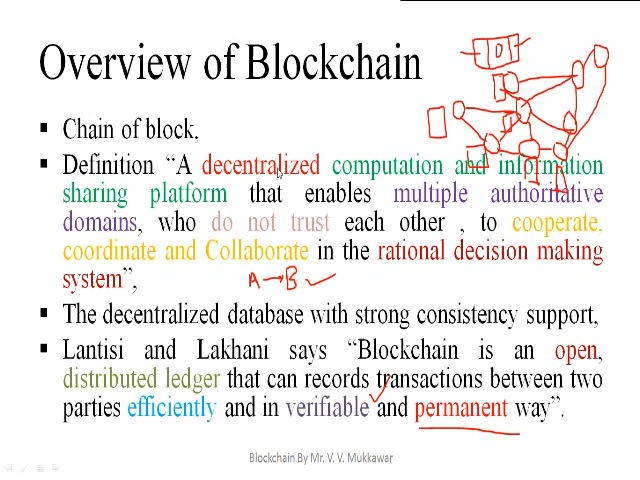 Overview of Blockchain
D
▪ Chain of block,
▪ Definition “A decentralized computation and information
sharing platform that enables multiple authoritative
domains, who do not trust each other , to cooperate,
coordinate and Collaborate in the rational decision making
system”,
A → B ✓
▪ The decentralized database with strong consistency support,
▪ Lantisi and Lakhani says “Blockchain is an open,
distributed ledger that can records transactions between two
parties efficiently and in verifiable and permanent way”.
Blockchain By Mr. V. V. Mukkawar